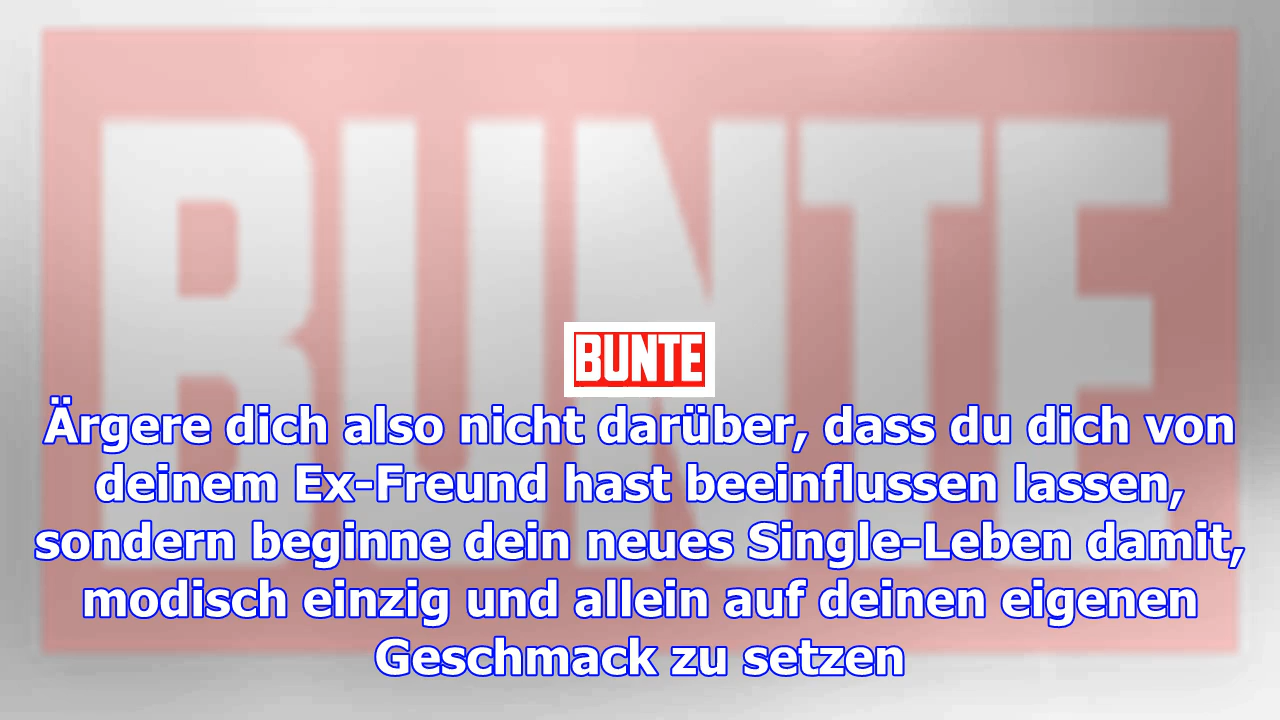 BUNTE
BUNTE
Ärgere dich also nicht darüber, dass du dich von
deinem Ex-Freund hast beeinflussen lassen,
sondern beginne dein neues Single-Leben damit,
modisch einzig und allein auf deinen eigenen
Geschmack zu setzen